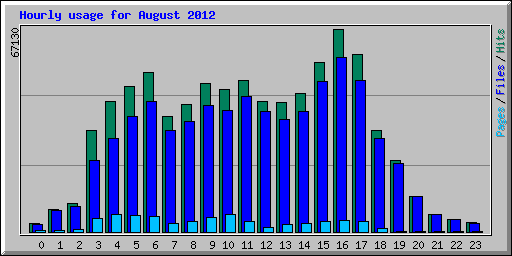 Hourly usage for August 2012
67130
Pages / Files / Hits
0 1 2 3 4 5 6 7 8 9 10 11 12 13 14 15 16 17 18 19 20 21 22 23